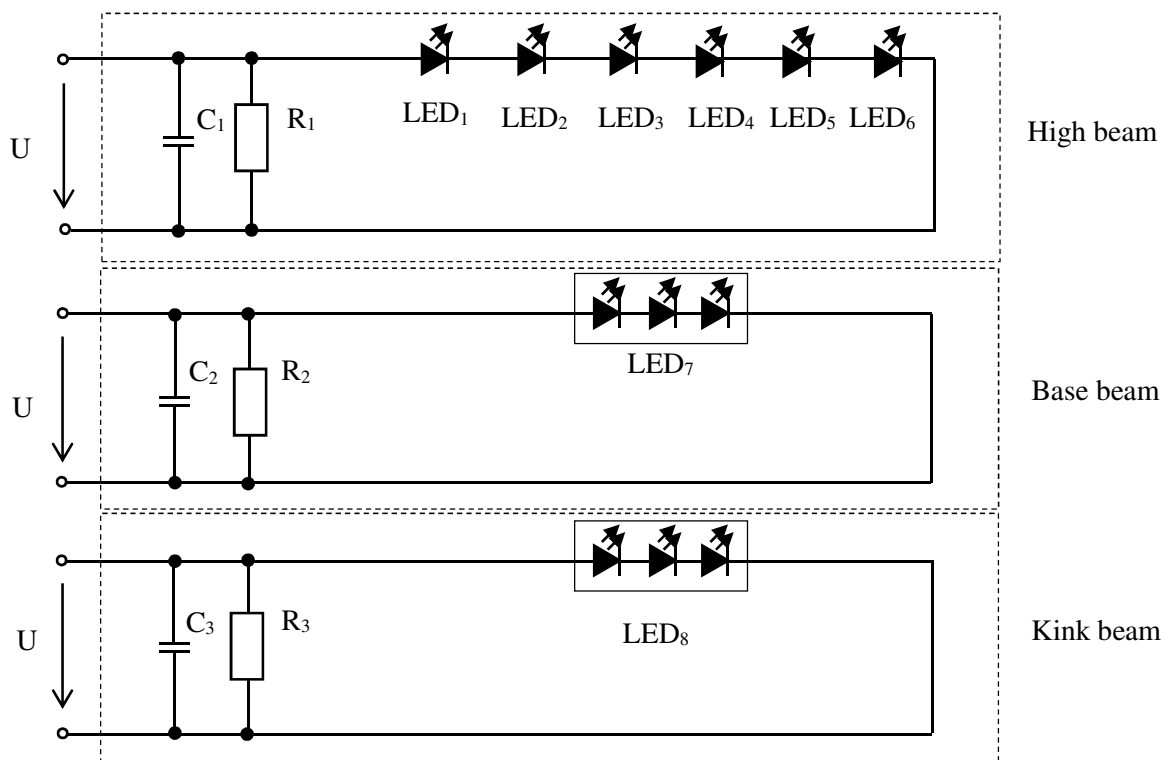 U
C₁
R₁
LED₁
LED₂
LED₃
LED₄
LED₅
LED₆
High beam
U
C₂
R₂
LED₇
Base beam
U
C₃
R₃
LED₈
Kink beam